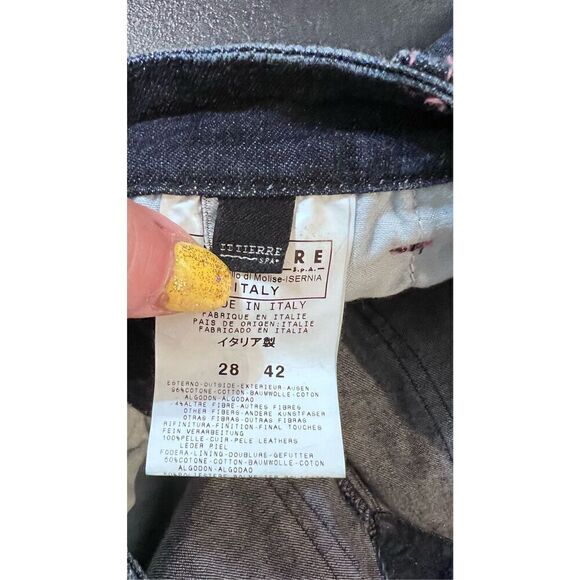 ITTIERRE
SPA
RE
S.p.A.
di Molise-ISERNIA
ITALY
IN ITALY
FABRIQUE EN ITALIE
PAIS DE ORIGEN:ITALIE
FABRICADO EN ITALIA
イタリア製
28 42
ESTERNO-OUTSIDE-EXTERIEUR-AUSEN
96%COTONE-COTTON-BAUMWOLLE-COTON
ALGODON-ALGODAO
4%ALTRE FIBRE-AUTRES FIBRES
OTHER FIBERS-ANDERE KUNSTFASER
OTRAS FIBRAS-OUTRAS FIBRAS
RIFINITURA-FINITION-FINAL TOUCHES
FEIN VERARBEITUNG
100%PELLE-CUIR-PELE LEATHERS
LEDER PIEL
FODERA-LINING-DOUBLURE-GEFUTTER
50%COTONE-COTTON-BAUMWOLLE-COTON
ALGODON-ALGODAO